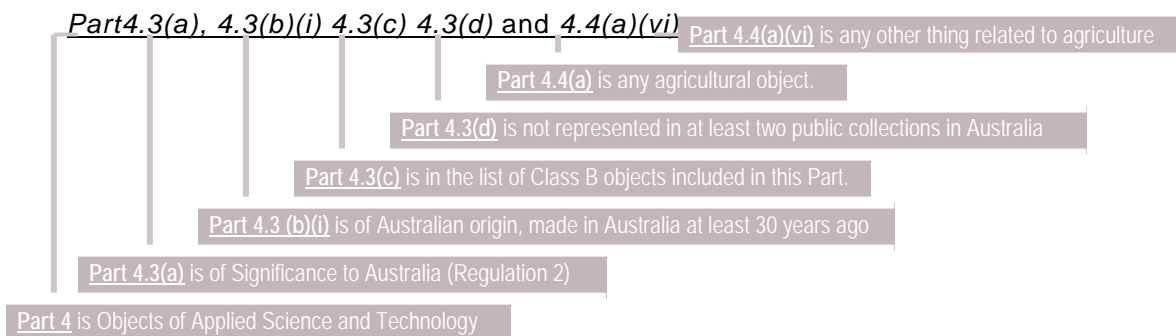 Part4.3(a), 4.3(b)(i) 4.3(c) 4.3(d) and 4.4(a)(vi)
Part 4.4(a)(vi) is any other thing related to agriculture
Part 4.4(a) is any agricultural object.
Part 4.3(d) is not represented in at least two public collections in Australia
Part 4.3(c) is in the list of Class B objects included in this Part.
Part 4.3 (b)(i) is of Australian origin, made in Australia at least 30 years ago
Part 4.3(a) is of Significance to Australia (Regulation 2)
Part 4 is Objects of Applied Science and Technology